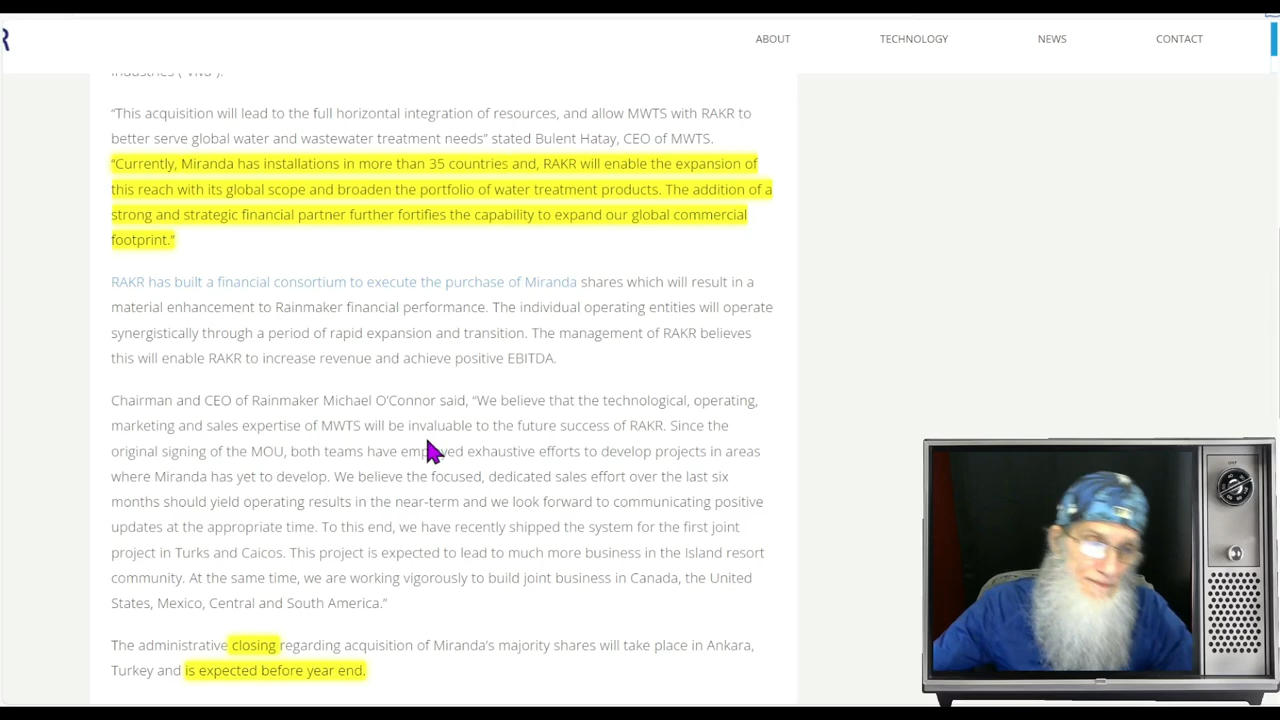 R
ABOUT TECHNOLOGY NEWS CONTACT
“This acquisition will lead to the full horizontal integration of resources, and allow MWTS with RAKR to
better serve global water and wastewater treatment needs” stated Bulent Hatay, CEO of MWTS.
“Currently, Miranda has installations in more than 35 countries and, RAKR will enable the expansion of
this reach with its global scope and broaden the portfolio of water treatment products. The addition of a
strong and strategic financial partner further fortifies the capability to expand our global commercial
footprint.”
RAKR has built a financial consortium to execute the purchase of Miranda shares which will result in a
material enhancement to Rainmaker financial performance. The individual operating entities will operate
synergistically through a period of rapid expansion and transition. The management of RAKR believes
this will enable RAKR to increase revenue and achieve positive EBITDA.
Chairman and CEO of Rainmaker Michael O’Connor said, “We believe that the technological, operating,
marketing and sales expertise of MWTS will be invaluable to the future success of RAKR. Since the
original signing of the MOU, both teams have exhaustive efforts to develop projects in areas
where Miranda has yet to develop. We believe the focused, dedicated sales effort over the last six
months should yield operating results in the near-term and we look forward to communicating positive
updates at the appropriate time. To this end, we have recently shipped the system for the first joint
project in Turks and Caicos. This project is expected to lead to much more business in the Island resort
community. At the same time, we are working vigorously to build joint business in Canada, the United
States, Mexico, Central and South America.”
The administrative closing regarding acquisition of Miranda’s majority shares will take place in Ankara,
Turkey and is expected before year end.